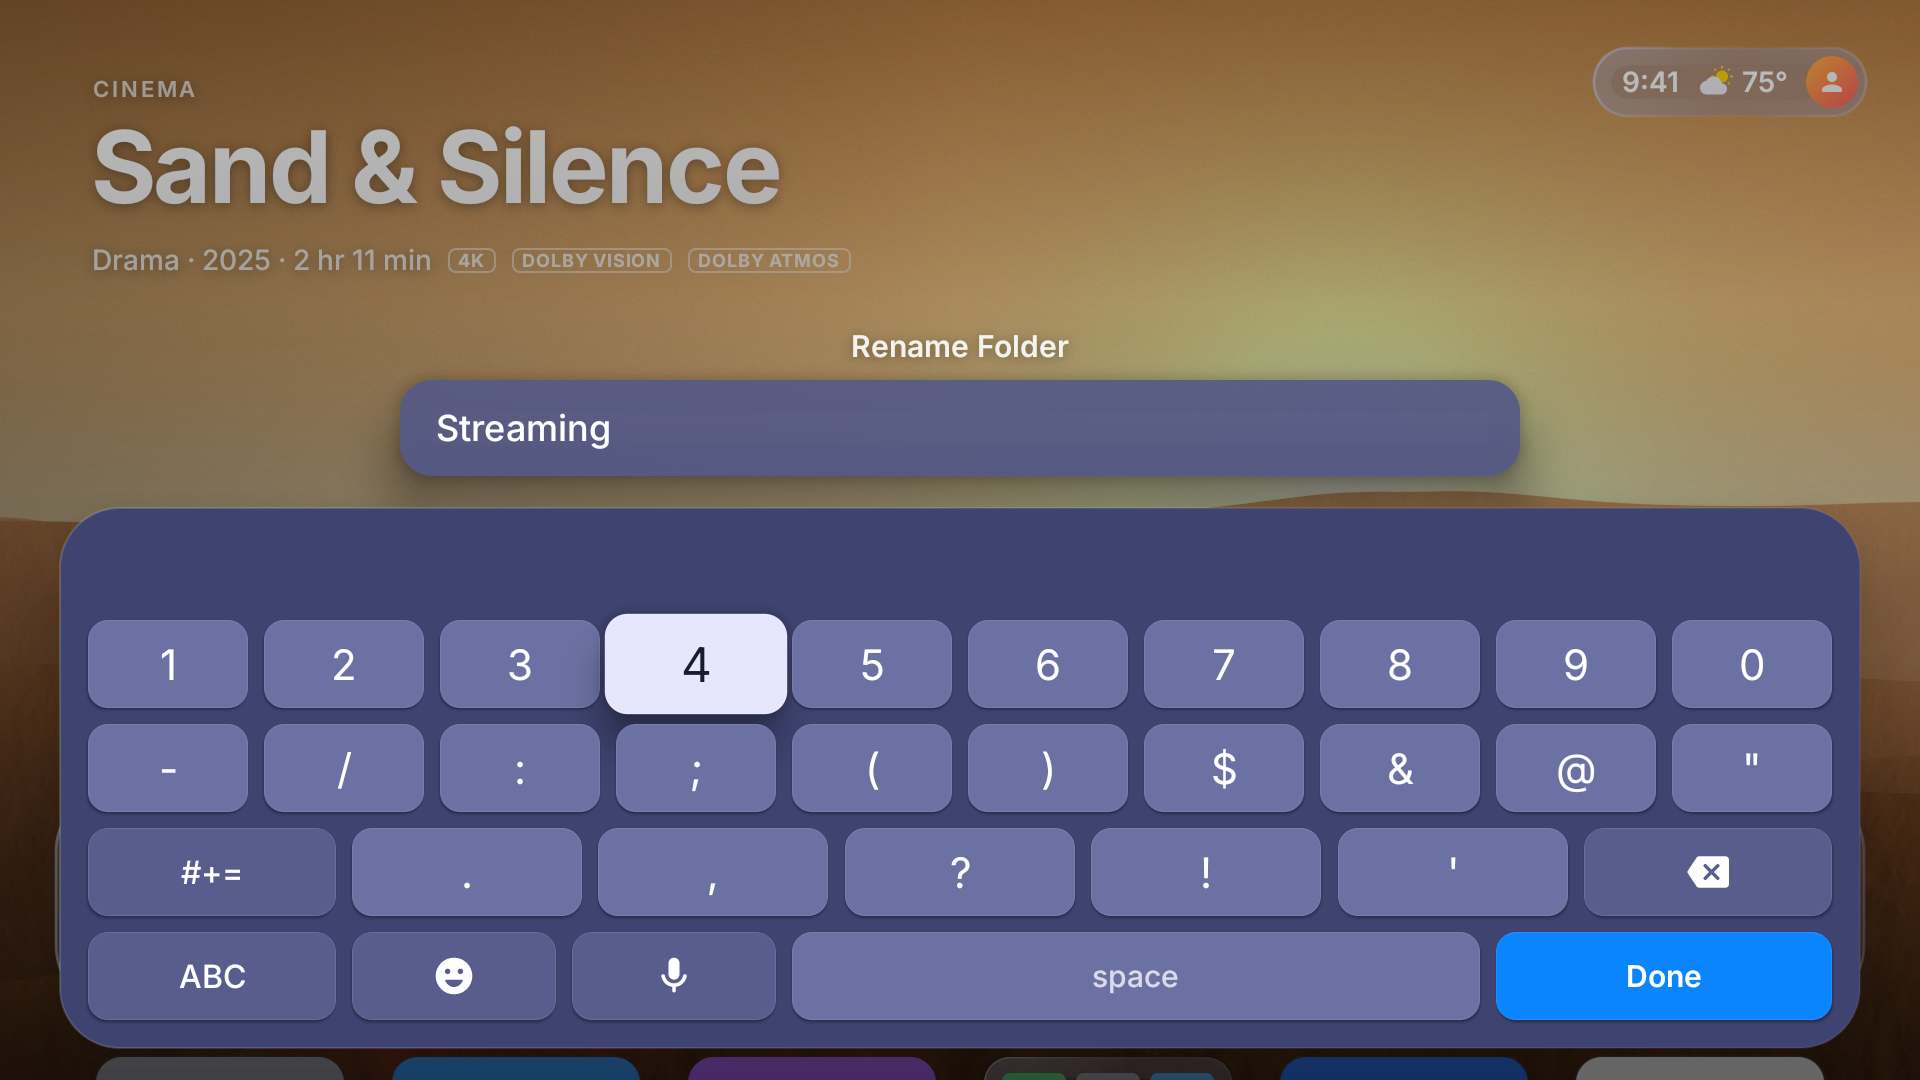 CINEMA
9:41 75°
Sand & Silence
Drama · 2025 · 2 hr 11 min 4K DOLBY VISION DOLBY ATMOS
Rename Folder
Streaming
1 2 3 4 5 6 7 8 9 0
- / : ; ( ) $ & @ "
#+= . , ? ! '
ABC space Done